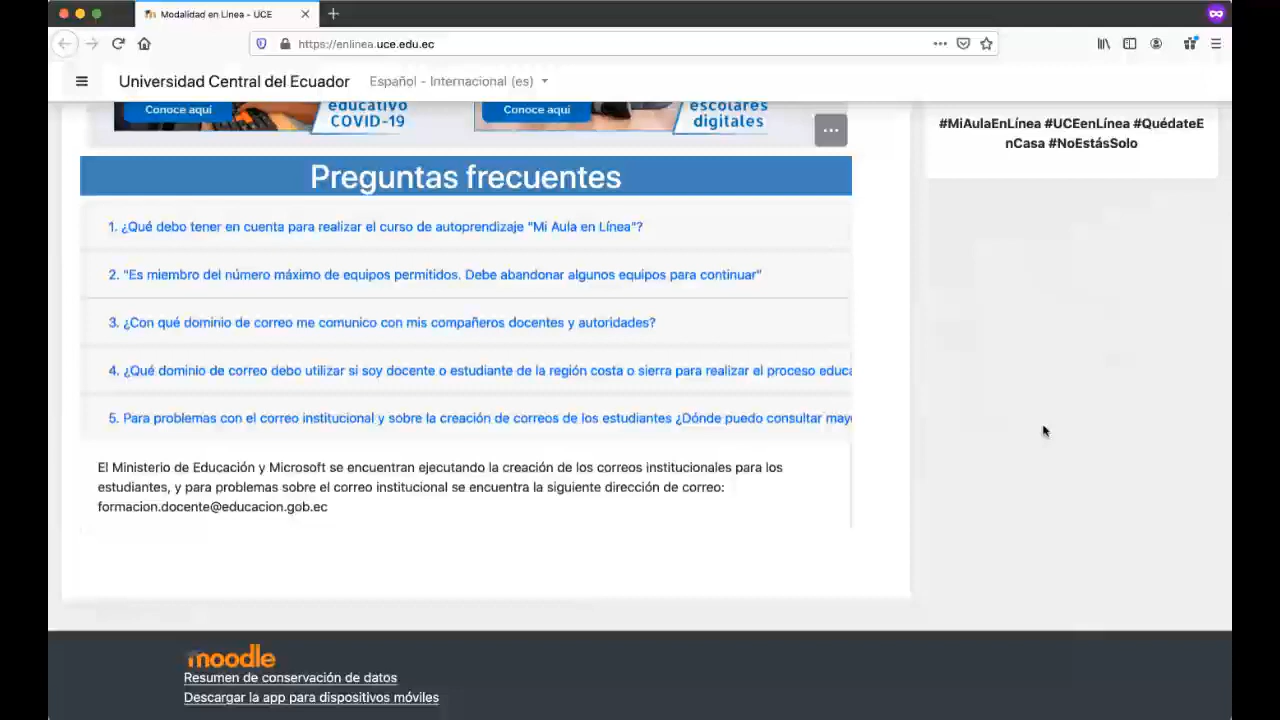 Modalidad en Línea - UCE
https://enlinea.uce.edu.ec
Universidad Central del Ecuador
Español - Internacional (es)
Conoce aquí
educativo
COVID-19
Conoce aquí
escolares
digitales
#MiAulaEnLínea #UCEenLínea #QuédateE
nCasa #NoEstásSolo
Preguntas frecuentes
1. ¿Qué debo tener en cuenta para realizar el curso de autoprendizaje "Mi Aula en Línea"?
2. "Es miembro del número máximo de equipos permitidos. Debe abandonar algunos equipos para continuar"
3. ¿Con qué dominio de correo me comunico con mis compañeros docentes y autoridades?
4. ¿Qué dominio de correo debo utilizar si soy docente o estudiante de la región costa o sierra para realizar el proceso educa
5. Para problemas con el correo institucional y sobre la creación de correos de los estudiantes ¿Dónde puedo consultar mayo
El Ministerio de Educación y Microsoft se encuentran ejecutando la creación de los correos institucionales para los
estudiantes, y para problemas sobre el correo institucional se encuentra la siguiente dirección de correo:
formacion.docente@educacion.gob.ec
moodle
Resumen de conservación de datos
Descargar la app para dispositivos móviles